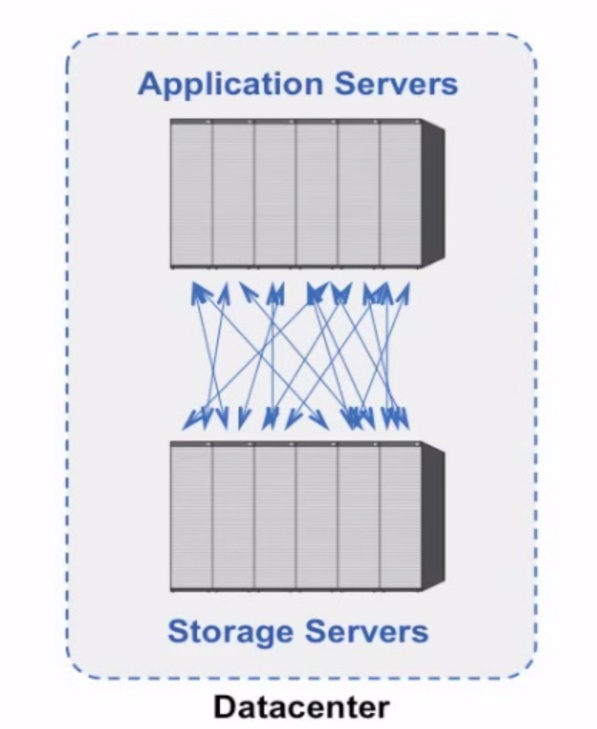 Application Servers
Storage Servers
Datacenter